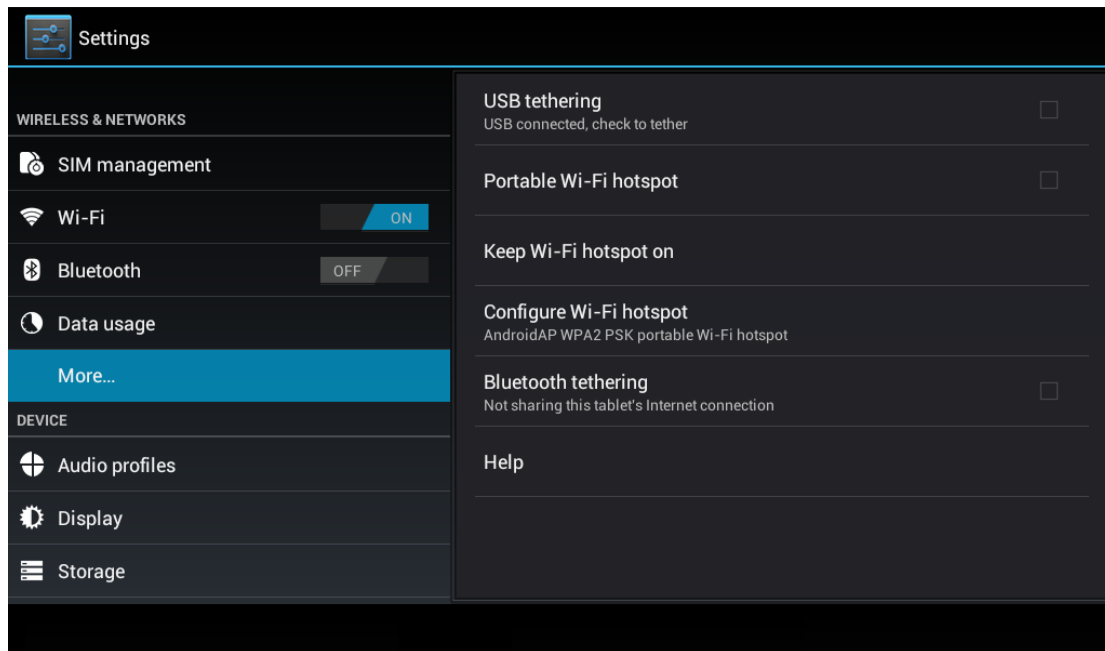 Settings
WIRELESS & NETWORKS
SIM management
Wi-Fi
ON
Bluetooth
OFF
Data usage
More...
DEVICE
Audio profiles
Display
Storage
USB tethering
USB connected, check to tether
Portable Wi-Fi hotspot
Keep Wi-Fi hotspot on
Configure Wi-Fi hotspot
AndroidAP WPA2 PSK portable Wi-Fi hotspot
Bluetooth tethering
Not sharing this tablet's Internet connection
Help